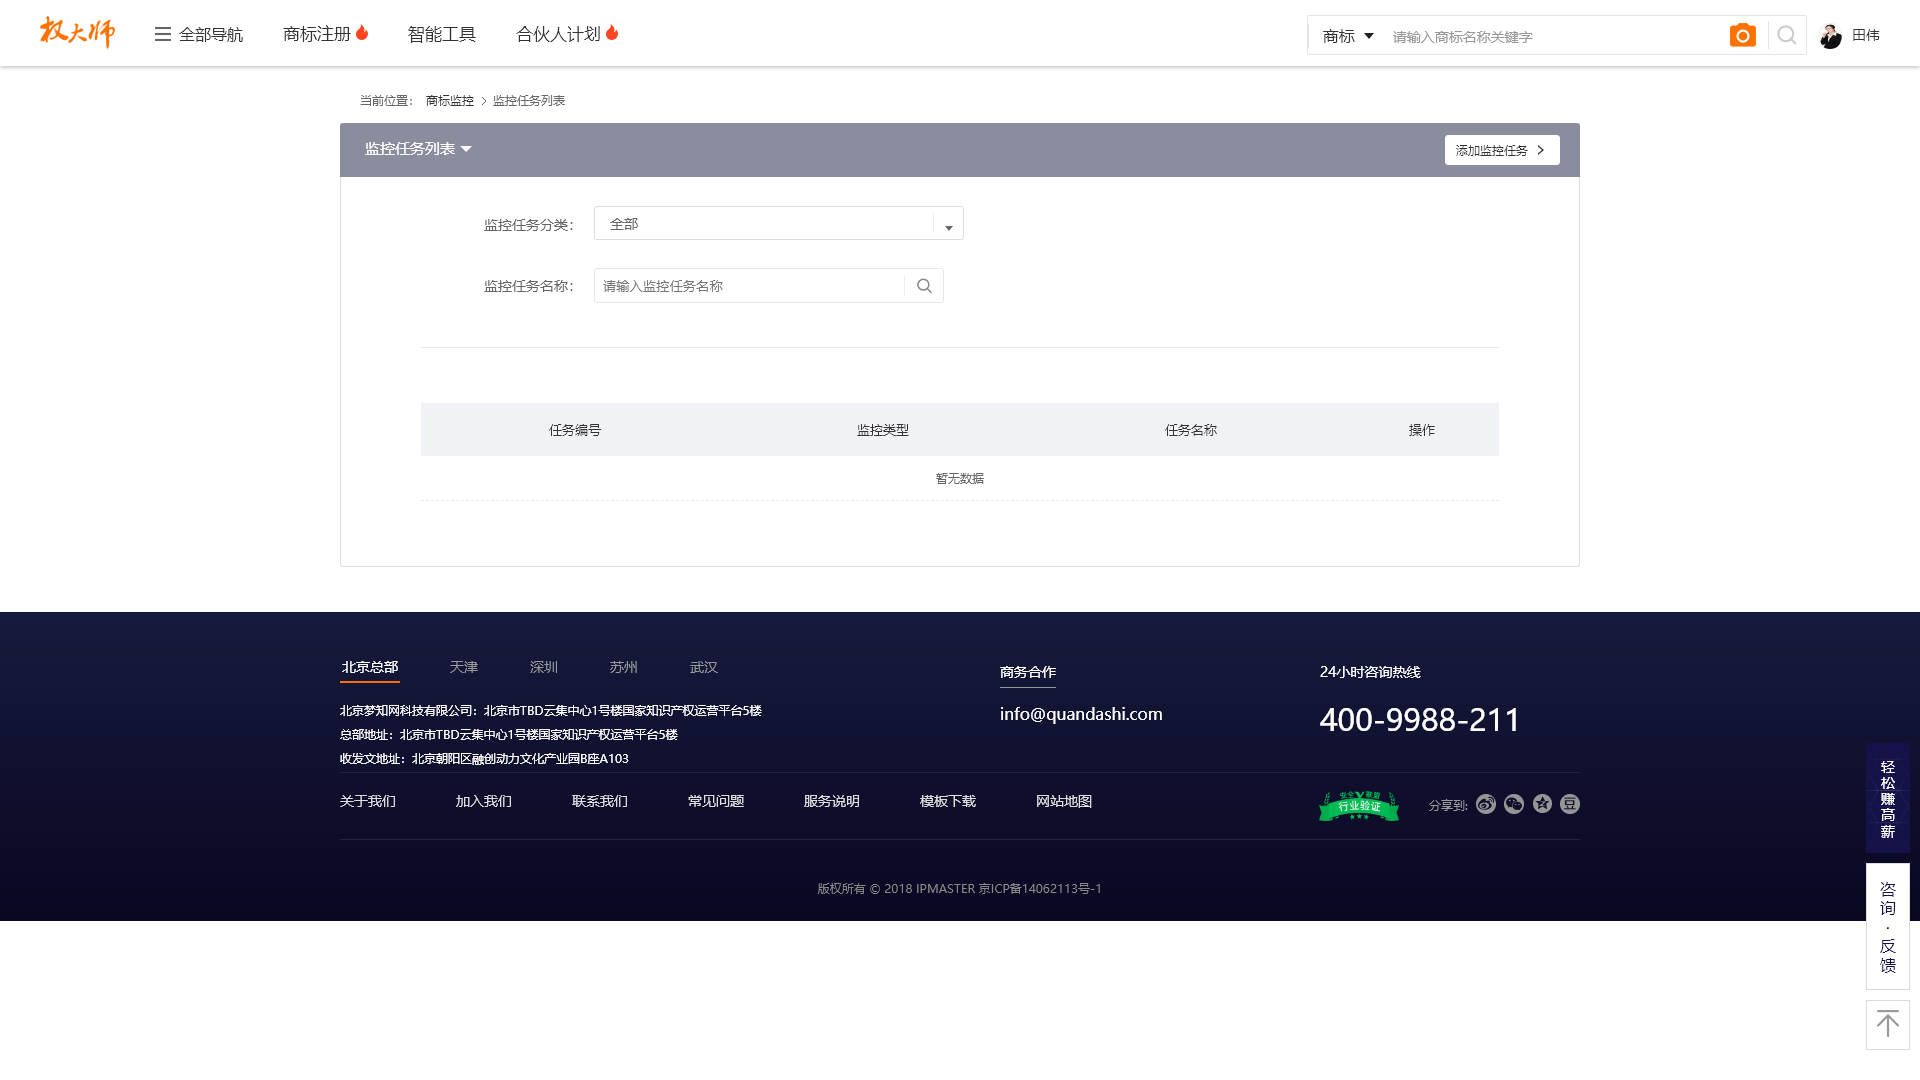 权大师
全部导航
商标注册
智能工具
合伙人计划
商标
请输入商标名称关键字
田伟
当前位置：
商标监控
监控任务列表
监控任务列表
添加监控任务
监控任务分类：
全部
监控任务名称：
请输入监控任务名称
任务编号
监控类型
任务名称
操作
暂无数据
北京总部
天津
深圳
苏州
武汉
商务合作
24小时咨询热线
北京梦知网科技有限公司：北京市TBD云集中心1号楼国家知识产权运营平台5楼
info@quandashi.com
400-9988-211
总部地址：北京市TBD云集中心1号楼国家知识产权运营平台5楼
收发文地址：北京朝阳区融创动力文化产业园B座A103
关于我们
加入我们
联系我们
常见问题
服务说明
模板下载
网站地图
安全V联盟
行业验证
分享到:
豆
版权所有 © 2018 IPMASTER 京ICP备14062113号-1
轻松赚高薪
咨询·反馈